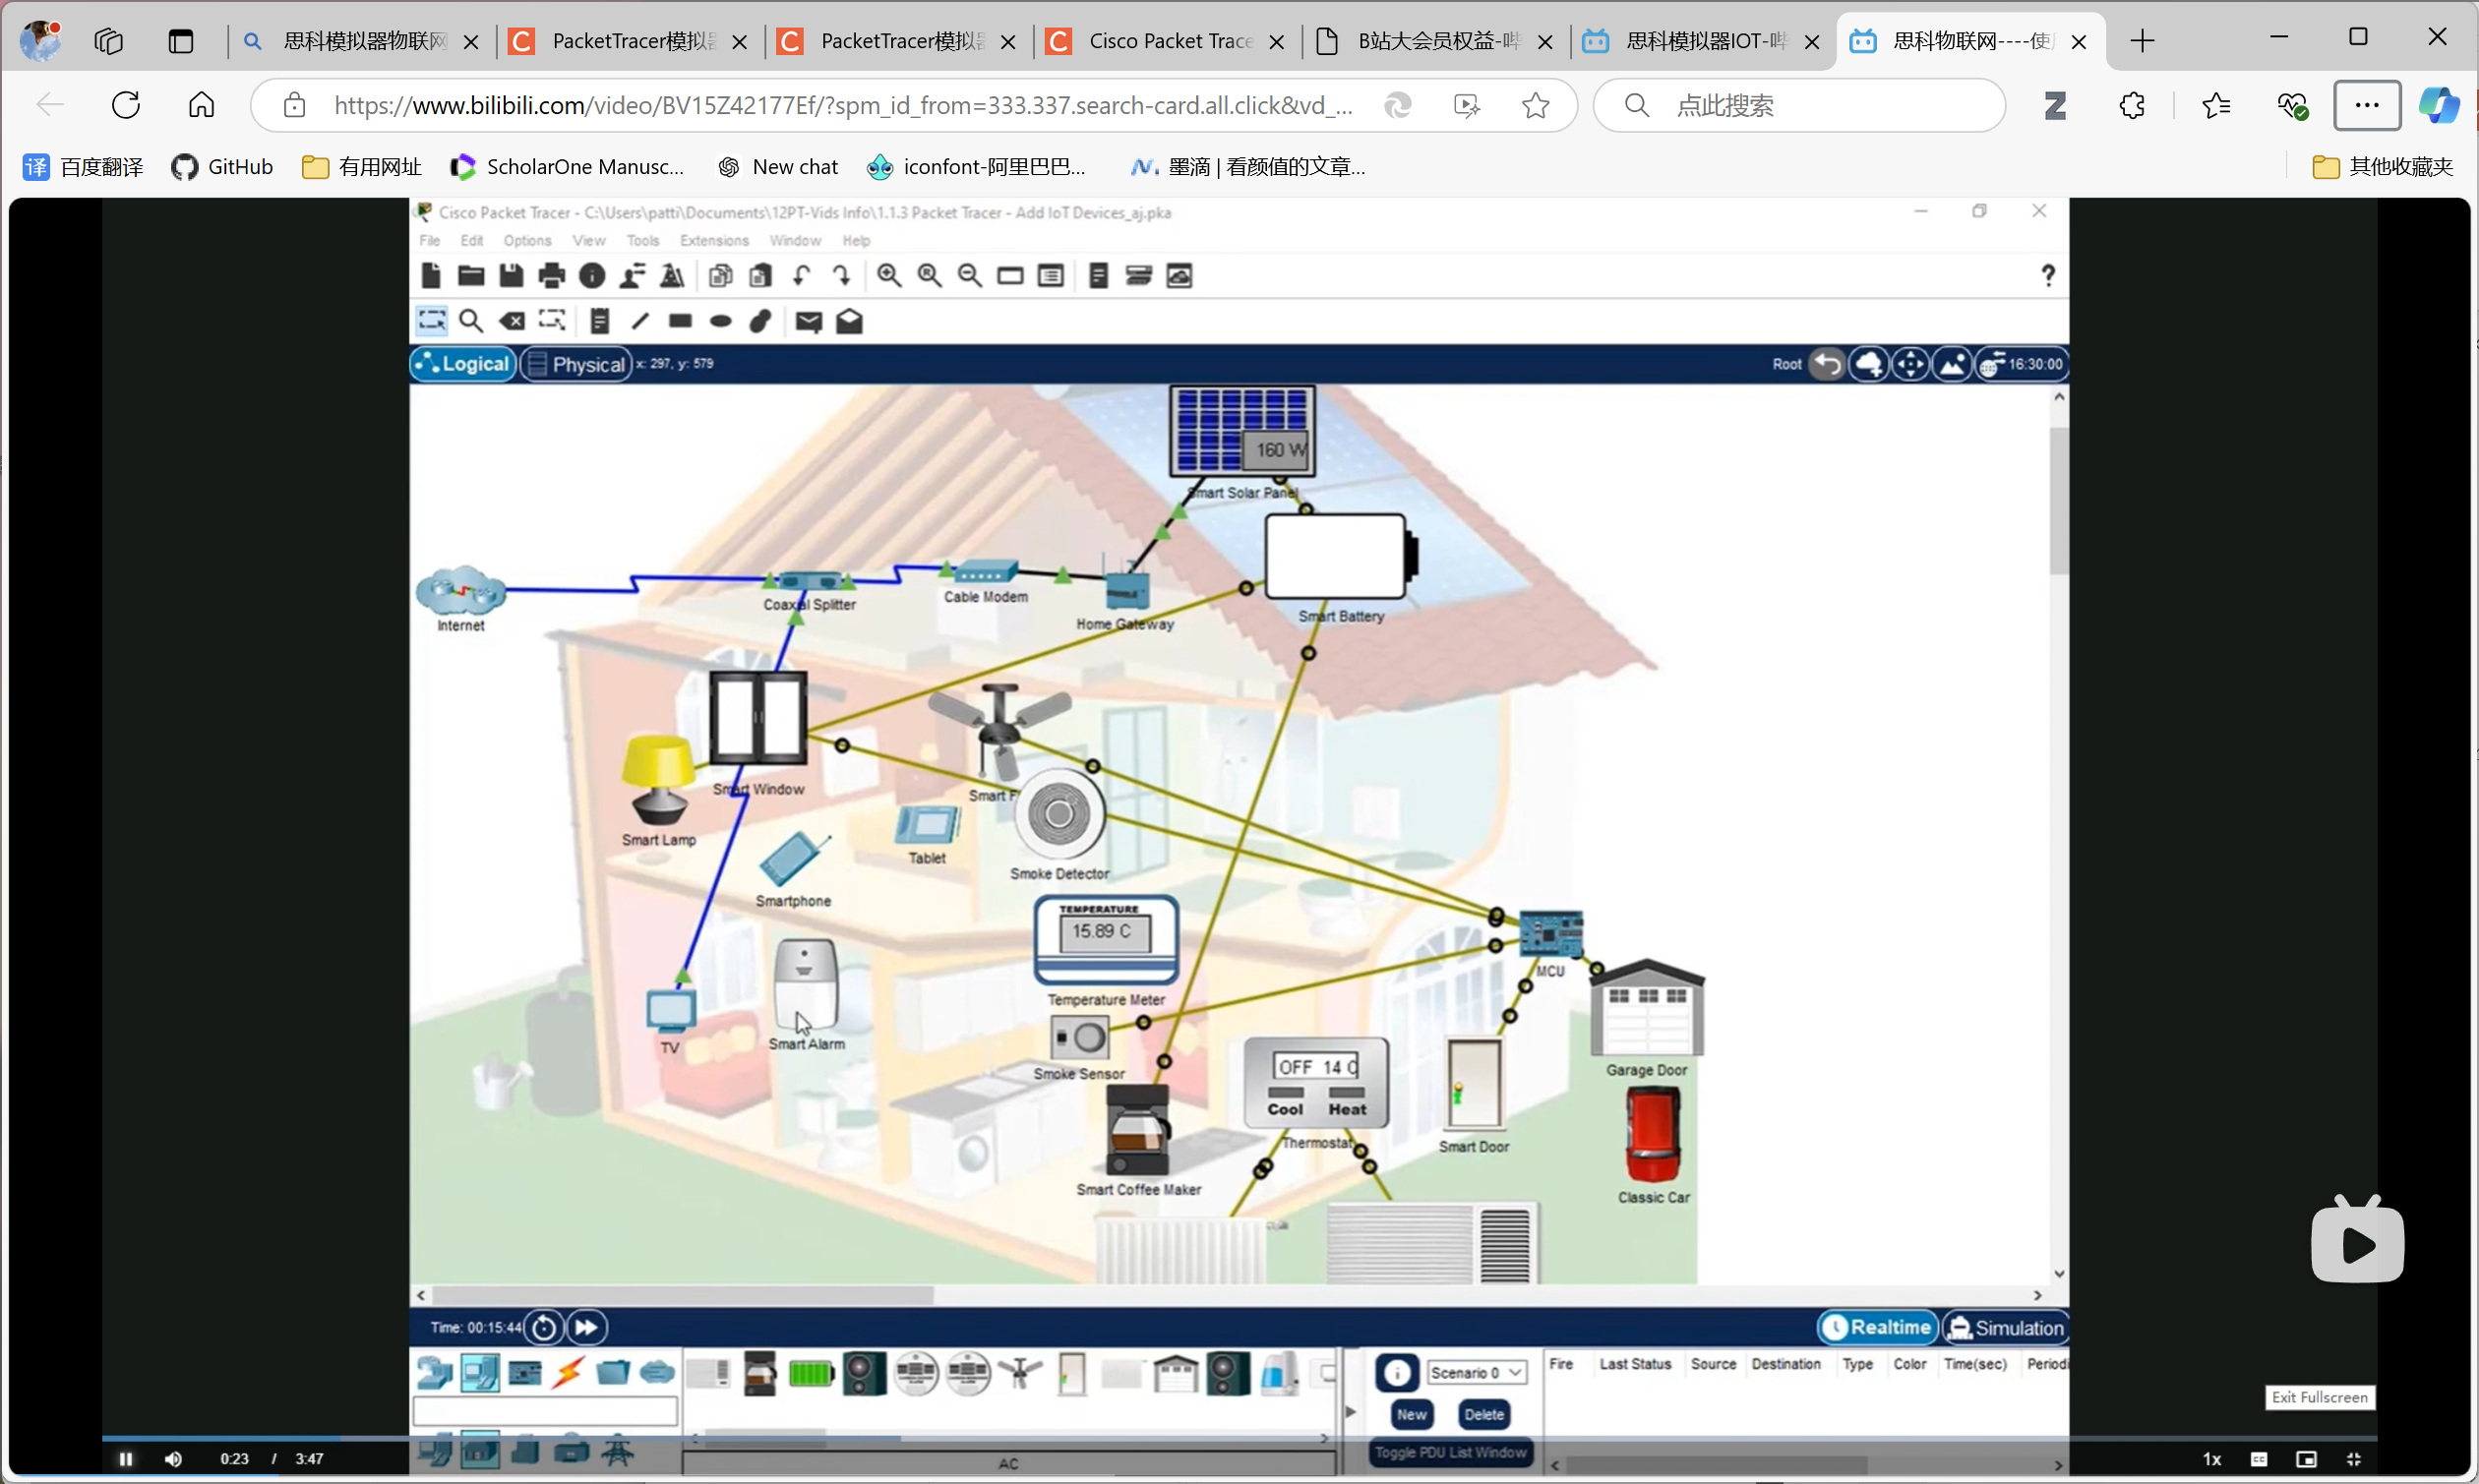 思科模拟器物联网
PacketTracer模拟器
PacketTracer模拟器
Cisco Packet Trace
B站大会员权益-哔
思科模拟器IOT-哔
思科物联网----使
https://www.bilibili.com/video/BV15Z42177Ef/?spm_id_from=333.337.search-card.all.click&vd_...
点此搜索
百度翻译
GitHub
有用网址
ScholarOne Manusc...
New chat
iconfont-阿里巴巴...
墨滴 | 看颜值的文章...
其他收藏夹
Cisco Packet Tracer - C:\Users\patti\Documents\12PT-Vids Info\1.1.3 Packet Tracer - Add IoT Devices_aj.pka
File Edit Options View Tools Extensions Window Help
Logical
Physical
x: 297, y: 579
Root
16:30:00
160 W
Smart Solar Panel
Smart Battery
Internet
Coaxial Splitter
Cable Modem
Home Gateway
Smart Window
Smart F
Smart Lamp
Tablet
Smoke Detector
Smartphone
TEMPERATURE
15.89 C
Temperature Meter
MCU
TV
Smart Alarm
Smoke Sensor
OFF 14 C
Cool Heat
Thermostat
Garage Door
Smart Door
Smart Coffee Maker
Classic Car
Time: 00:15:44
Realtime
Simulation
Scenario 0
New
Delete
Toggle PDU List Window
Fire Last Status Source Destination Type Color Time(sec) Periodi
Exit Fullscreen
AC
0:23 / 3:47
1x